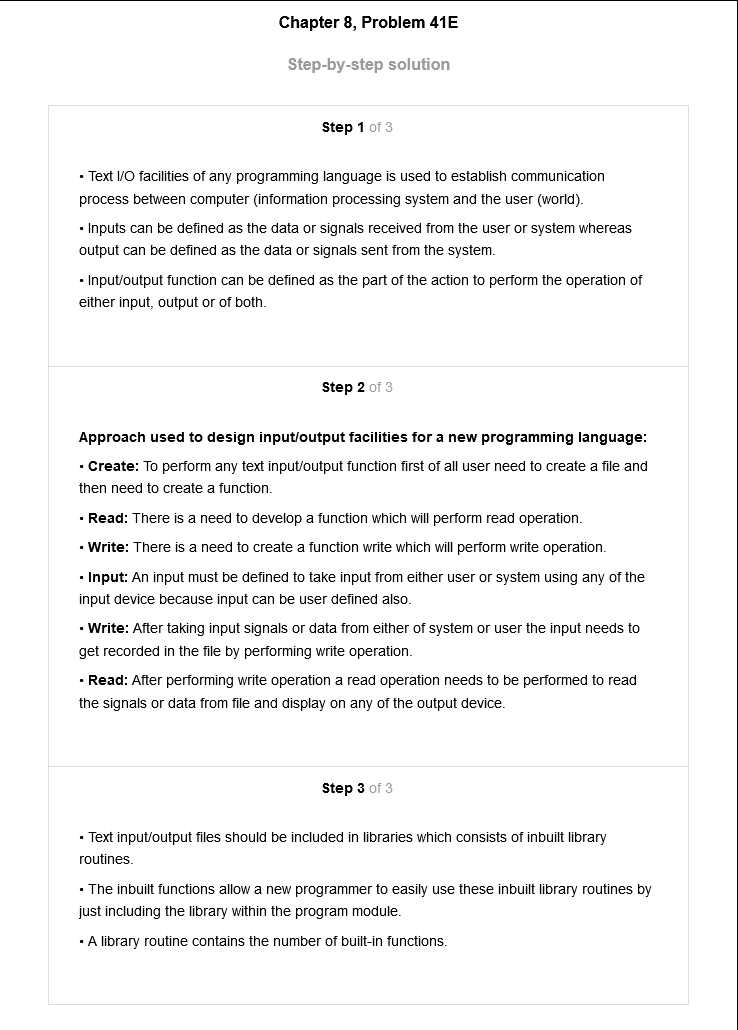 Chapter 8, Problem 41E
Step-by-step solution
Step 1 of 3
• Text I/O facilities of any programming language is used to establish communication
process between computer (information processing system and the user (world).
• Inputs can be defined as the data or signals received from the user or system whereas
output can be defined as the data or signals sent from the system.
• Input/output function can be defined as the part of the action to perform the operation of
either input, output or of both.
Step 2 of 3
Approach used to design input/output facilities for a new programming language:
• Create: To perform any text input/output function first of all user need to create a file and
then need to create a function.
• Read: There is a need to develop a function which will perform read operation.
• Write: There is a need to create a function write which will perform write operation.
• Input: An input must be defined to take input from either user or system using any of the
input device because input can be user defined also.
• Write: After taking input signals or data from either of system or user the input needs to
get recorded in the file by performing write operation.
• Read: After performing write operation a read operation needs to be performed to read
the signals or data from file and display on any of the output device.
Step 3 of 3
• Text input/output files should be included in libraries which consists of inbuilt library
routines.
• The inbuilt functions allow a new programmer to easily use these inbuilt library routines by
just including the library within the program module.
• A library routine contains the number of built-in functions.